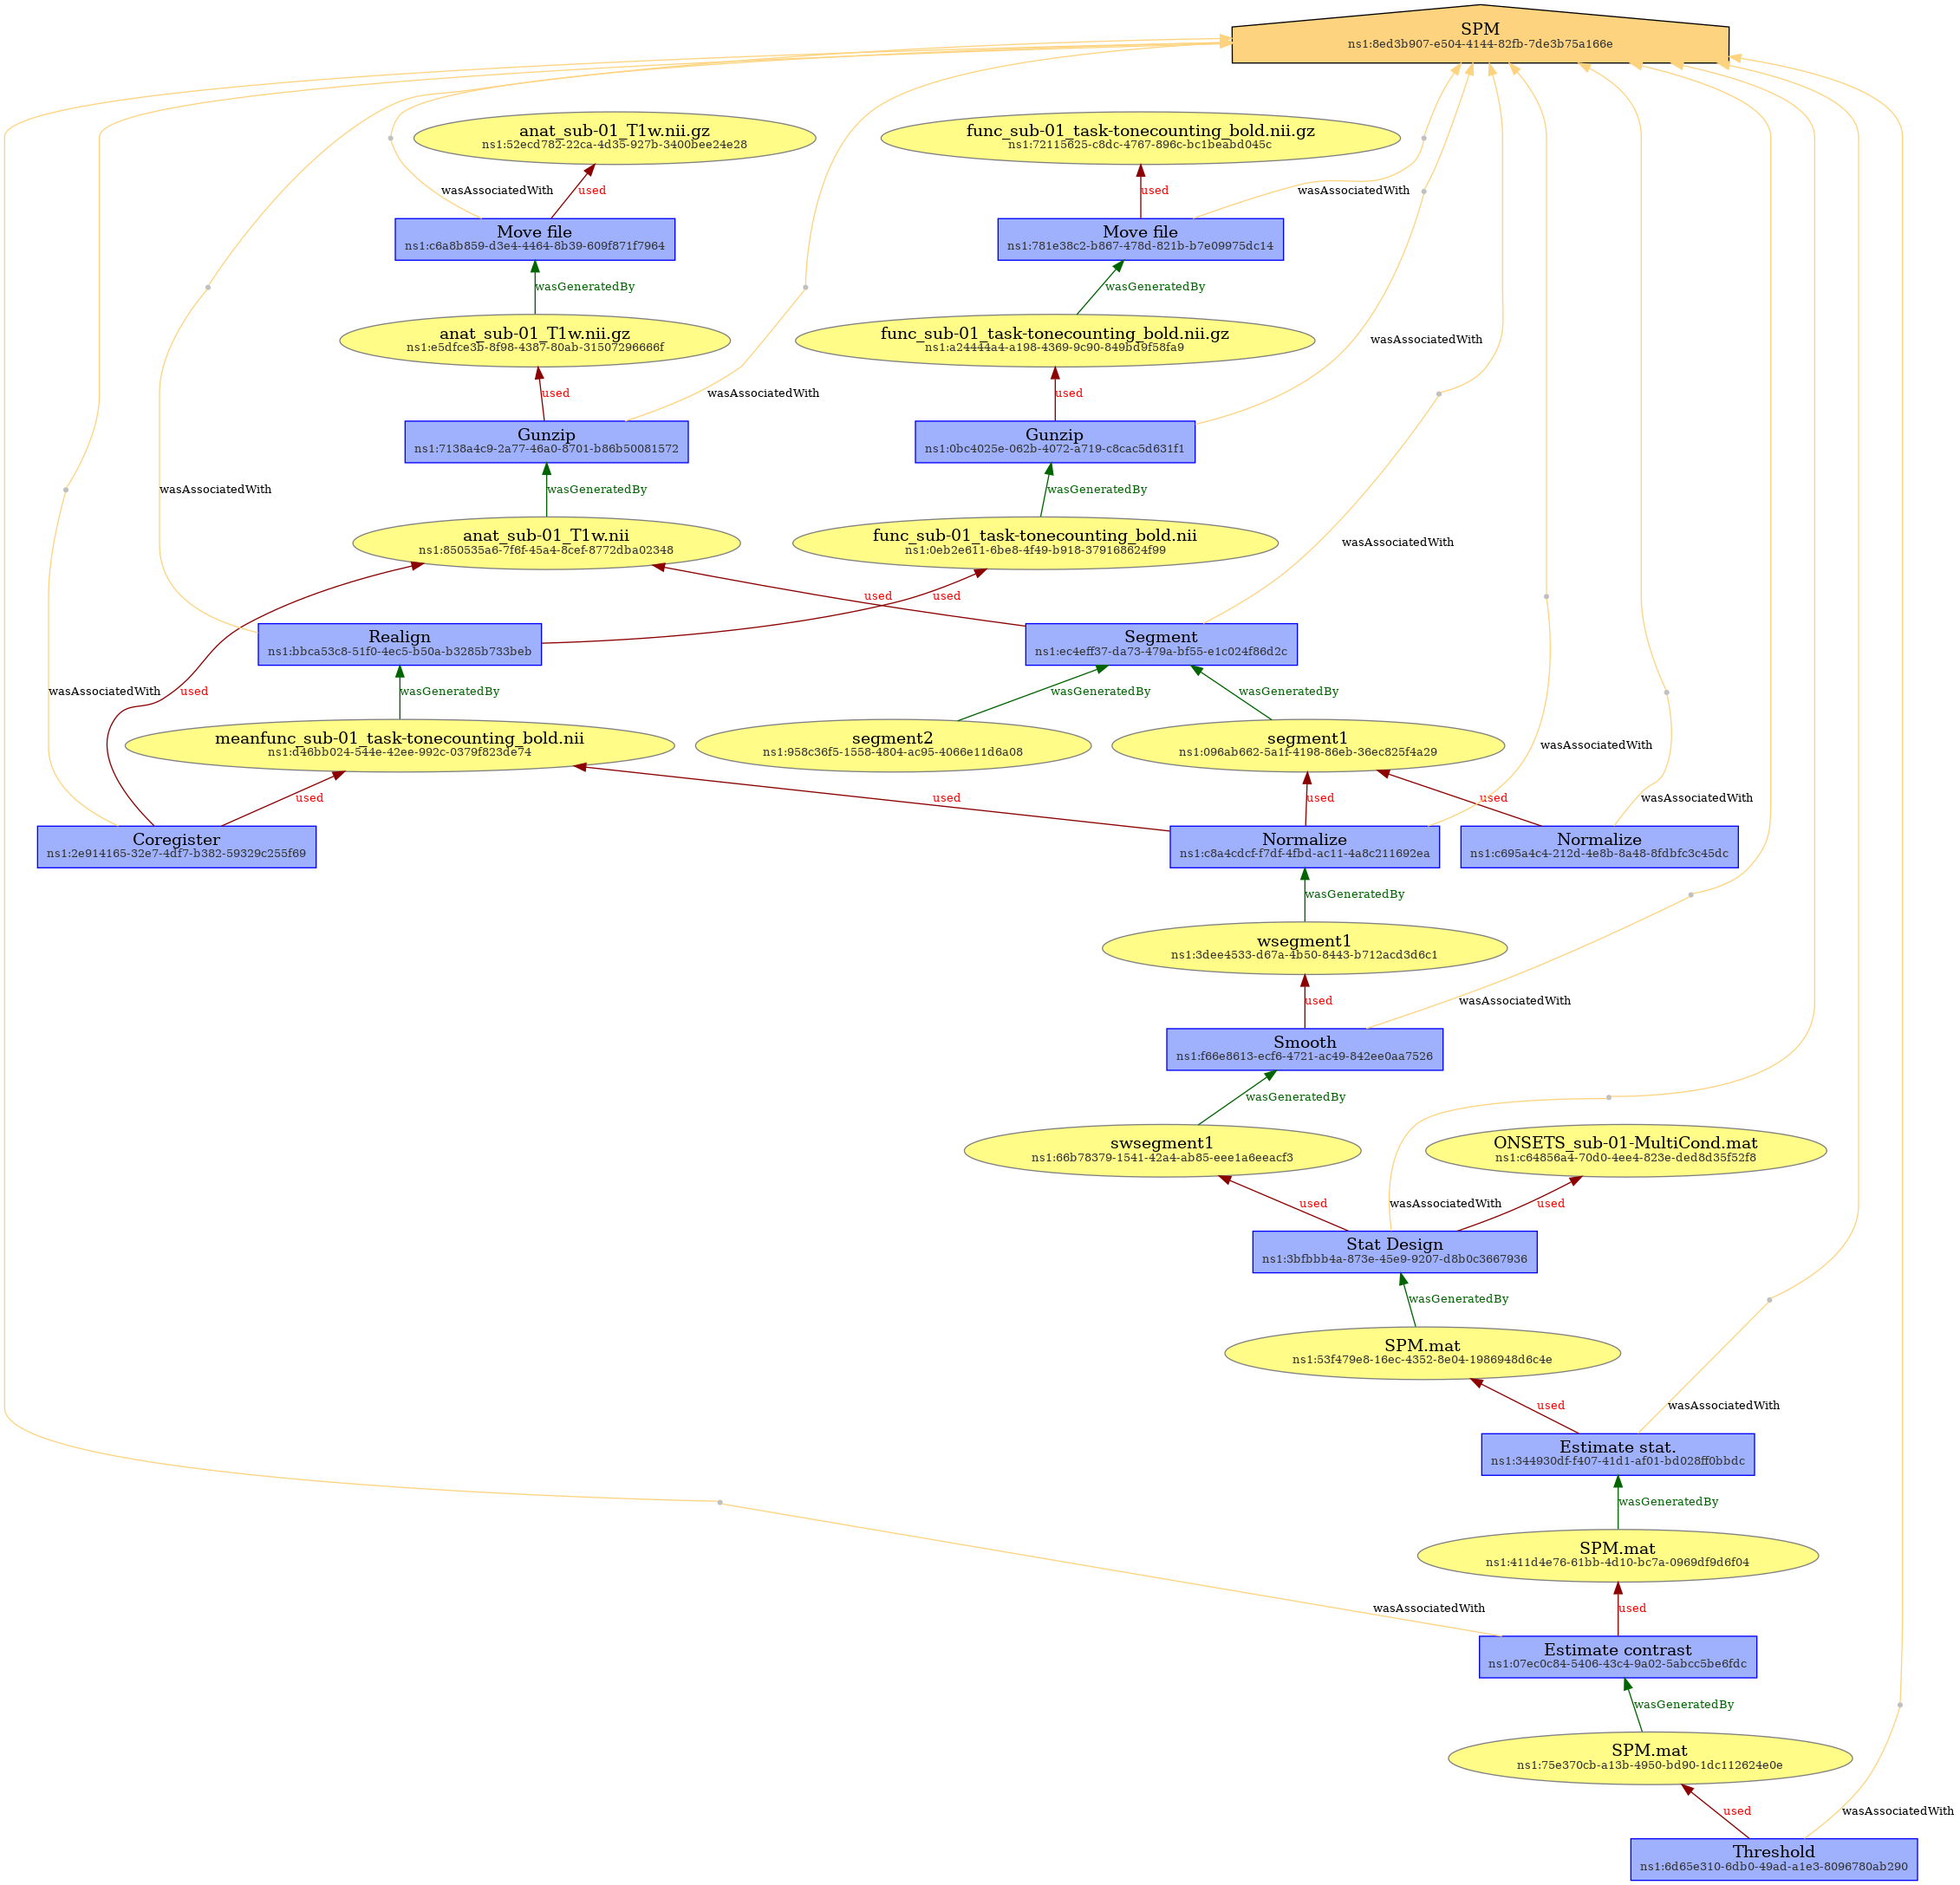 SPM
ns1:8ed3b907-e504-4144-82fb-7de3b75a166e
anat_sub-01_T1w.nii.gz
ns1:52ecd782-22ca-4d35-927b-3400bee24e28
func_sub-01_task-tonecounting_bold.nii.gz
ns1:72115625-c8dc-4767-896c-bc1beabd045c
wasAssociatedWith
used
used
wasAssociatedWith
Move file
ns1:c6a8b859-d3e4-4464-8b39-609f871f7964
Move file
ns1:781e38c2-b867-478d-821b-b7e09975dc14
wasGeneratedBy
wasGeneratedBy
anat_sub-01_T1w.nii.gz
ns1:e5dfce3b-8f98-4387-80ab-31507296666f
func_sub-01_task-tonecounting_bold.nii.gz
ns1:a24444a4-a198-4369-9c90-849bd9f58fa9
wasAssociatedWith
used
wasAssociatedWith
used
Gunzip
ns1:7138a4c9-2a77-46a0-8701-b86b50081572
Gunzip
ns1:0bc4025e-062b-4072-a719-c8cac5d631f1
wasAssociatedWith
wasGeneratedBy
wasGeneratedBy
anat_sub-01_T1w.nii
ns1:850535a6-7f6f-45a4-8cef-8772dba02348
func_sub-01_task-tonecounting_bold.nii
ns1:0eb2e611-6be8-4f49-b918-379168624f99
wasAssociatedWith
used
used
Realign
ns1:bbca53c8-51f0-4ec5-b50a-b3285b733beb
Segment
ns1:ec4eff37-da73-479a-bf55-e1c024f86d2c
wasAssociatedWith
used
wasGeneratedBy
wasGeneratedBy
wasGeneratedBy
meanfunc_sub-01_task-tonecounting_bold.nii
ns1:d46bb024-544e-42ee-992c-0379f823de74
segment2
ns1:958c36f5-1558-4804-ac95-4066e11d6a08
segment1
ns1:096ab662-5a1f-4198-86eb-36ec825f4a29
wasAssociatedWith
used
used
used
used
wasAssociatedWith
Coregister
ns1:2e914165-32e7-4df7-b382-59329c255f69
Normalize
ns1:c8a4cdcf-f7df-4fbd-ac11-4a8c211692ea
Normalize
ns1:c695a4c4-212d-4e8b-8a48-8fdbfc3c45dc
wasGeneratedBy
wsegment1
ns1:3dee4533-d67a-4b50-8443-b712acd3d6c1
used
wasAssociatedWith
Smooth
ns1:f66e8613-ecf6-4721-ac49-842ee0aa7526
wasGeneratedBy
swsegment1
ns1:66b78379-1541-42a4-ab85-eee1a6eeacf3
ONSETS_sub-01-MultiCond.mat
ns1:c64856a4-70d0-4ee4-823e-ded8d35f52f8
used
wasAssociatedWith
used
Stat Design
ns1:3bfbbb4a-873e-45e9-9207-d8b0c3667936
wasGeneratedBy
SPM.mat
ns1:53f479e8-16ec-4352-8e04-1986948d6c4e
used
wasAssociatedWith
Estimate stat.
ns1:344930df-f407-41d1-af01-bd028ff0bbdc
wasGeneratedBy
SPM.mat
ns1:411d4e76-61bb-4d10-bc7a-0969df9d6f04
wasAssociatedWith
used
Estimate contrast
ns1:07ec0c84-5406-43c4-9a02-5abcc5be6fdc
wasGeneratedBy
SPM.mat
ns1:75e370cb-a13b-4950-bd90-1dc112624e0e
used
wasAssociatedWith
Threshold
ns1:6d65e310-6db0-49ad-a1e3-8096780ab290